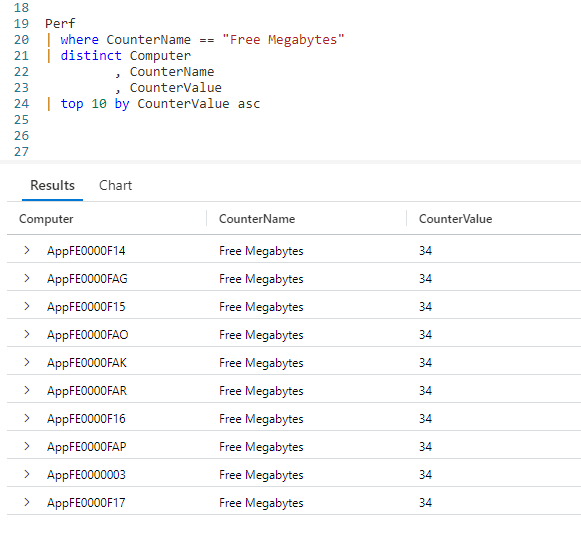 18
19 Perf
20 | where CounterName == "Free Megabytes"
21 | distinct Computer
22 , CounterName
23 , CounterValue
24 | top 10 by CounterValue asc
25
26
27
Results Chart
Computer CounterName CounterValue
> AppFE0000F14 Free Megabytes 34
> AppFE0000FAG Free Megabytes 34
> AppFE0000F15 Free Megabytes 34
> AppFE0000FAO Free Megabytes 34
> AppFE0000FAK Free Megabytes 34
> AppFE0000FAR Free Megabytes 34
> AppFE0000F16 Free Megabytes 34
> AppFE0000FAP Free Megabytes 34
> AppFE0000003 Free Megabytes 34
> AppFE0000F17 Free Megabytes 34